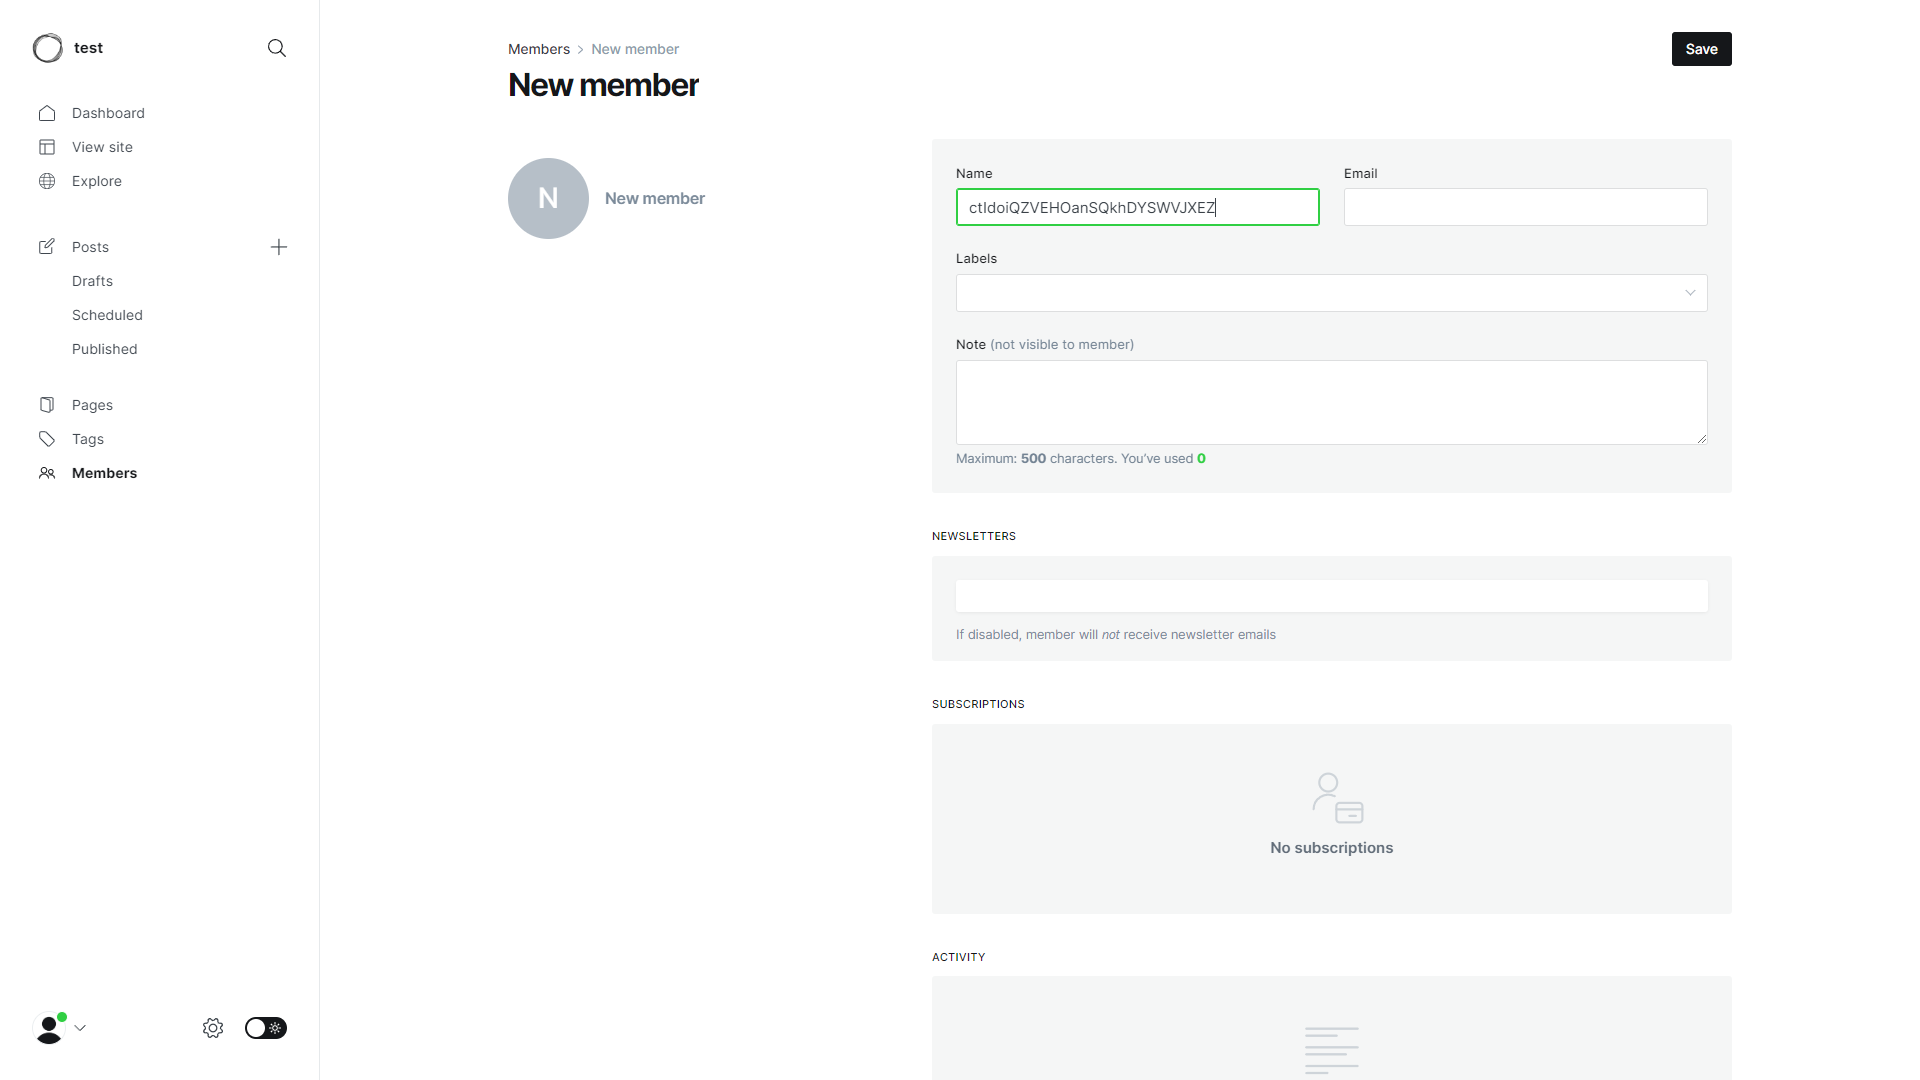 test
Dashboard
View site
Explore
Posts
Drafts
Scheduled
Published
Pages
Tags
Members
Members > New member
New member
Save
N
New member
Name
ctIdoiQZVEHOanSQkhDYSWVJXEZ
Email
Labels
Note (not visible to member)
Maximum: 500 characters. You've used 0
NEWSLETTERS
If disabled, member will not receive newsletter emails
SUBSCRIPTIONS
No subscriptions
ACTIVITY